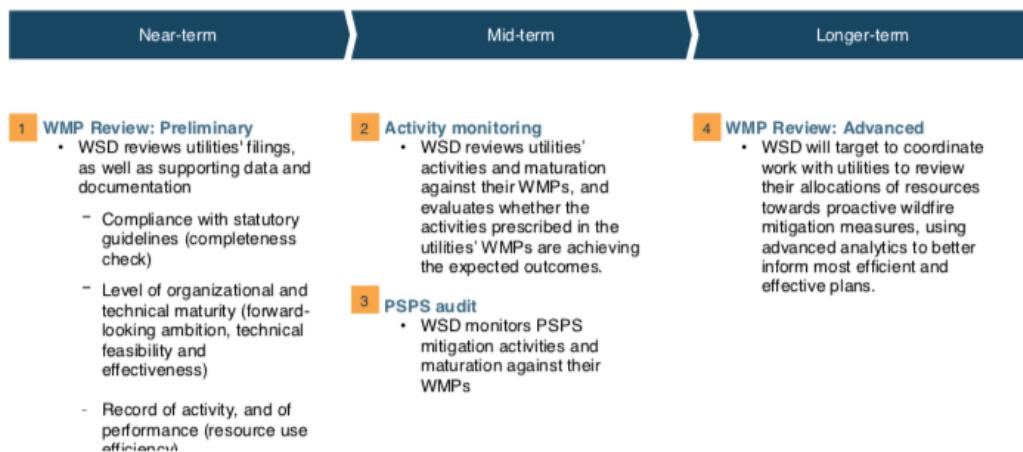 Near-term
Mid-term
Longer-term
1 WMP Review: Preliminary
• WSD reviews utilities' filings,
as well as supporting data and
documentation
– Compliance with statutory
guidelines (completeness
check)
– Level of organizational and
technical maturity (forward-
looking ambition, technical
feasibility and
effectiveness)
- Record of activity, and of
performance (resource use
efficiency)
2 Activity monitoring
• WSD reviews utilities'
activities and maturation
against their WMPs, and
evaluates whether the
activities prescribed in the
utilities' WMPs are achieving
the expected outcomes.
3 PSPS audit
• WSD monitors PSPS
mitigation activities and
maturation against their
WMPs
4 WMP Review: Advanced
• WSD will target to coordinate
work with utilities to review
their allocations of resources
towards proactive wildfire
mitigation measures, using
advanced analytics to better
inform most efficient and
effective plans.